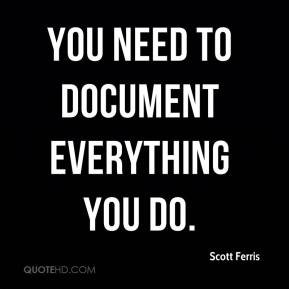 YOU NEED TO
DOCUMENT
EVERYTHING
YOU DO.
Scott Ferris
QUOTEHD.COM